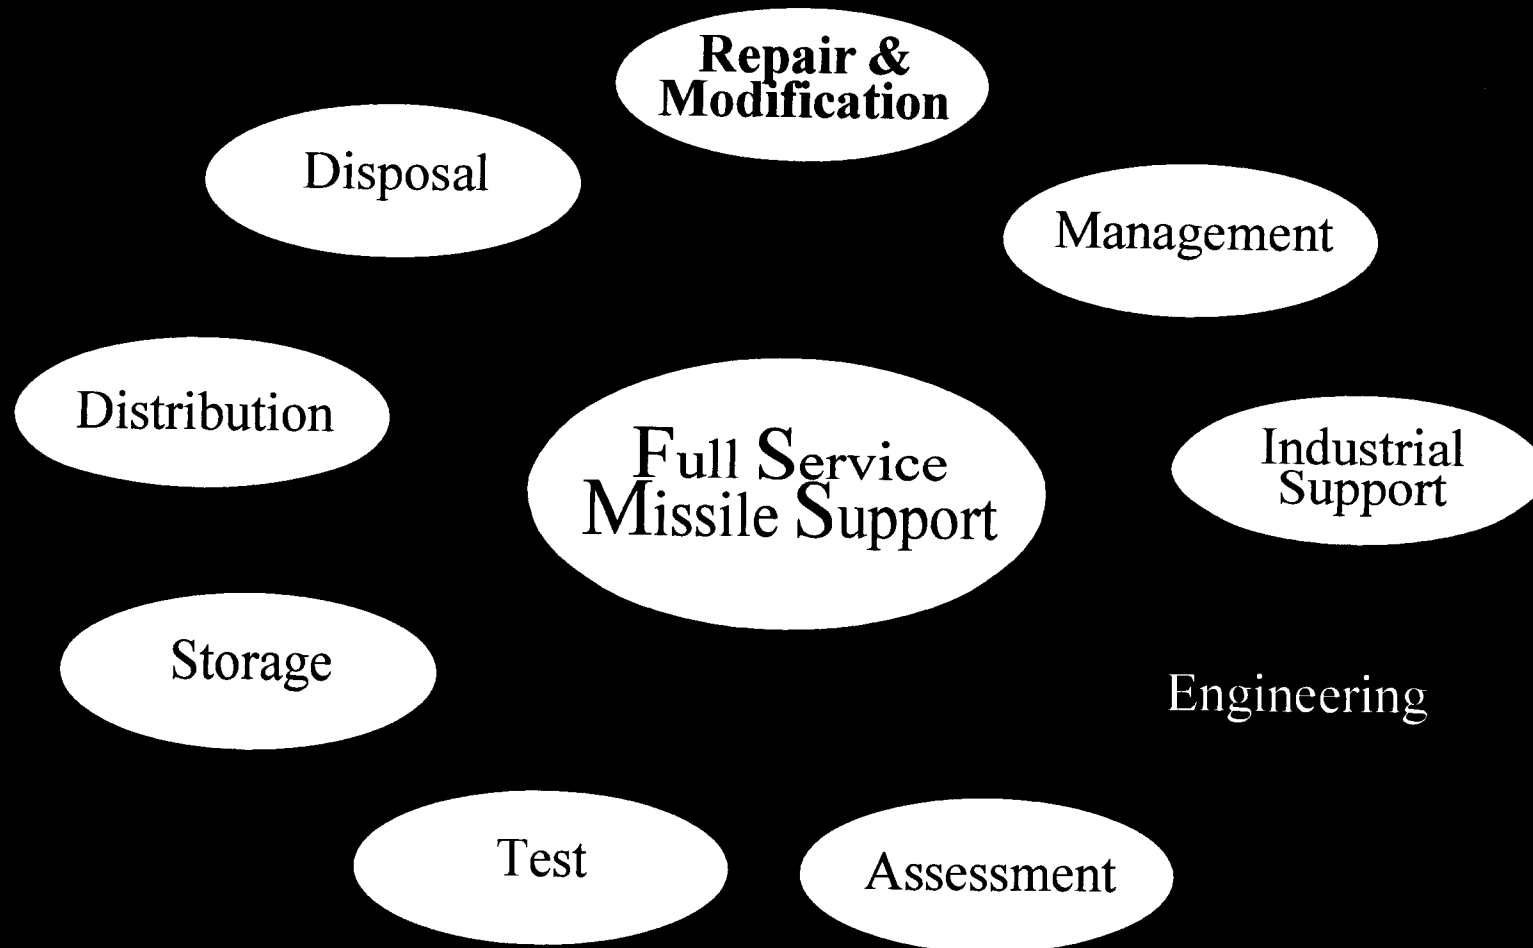 Repair &
Modification
Disposal
Management
Distribution
Industrial
Support
Full Service
Missile Support
Storage
Engineering
Test
Assessment